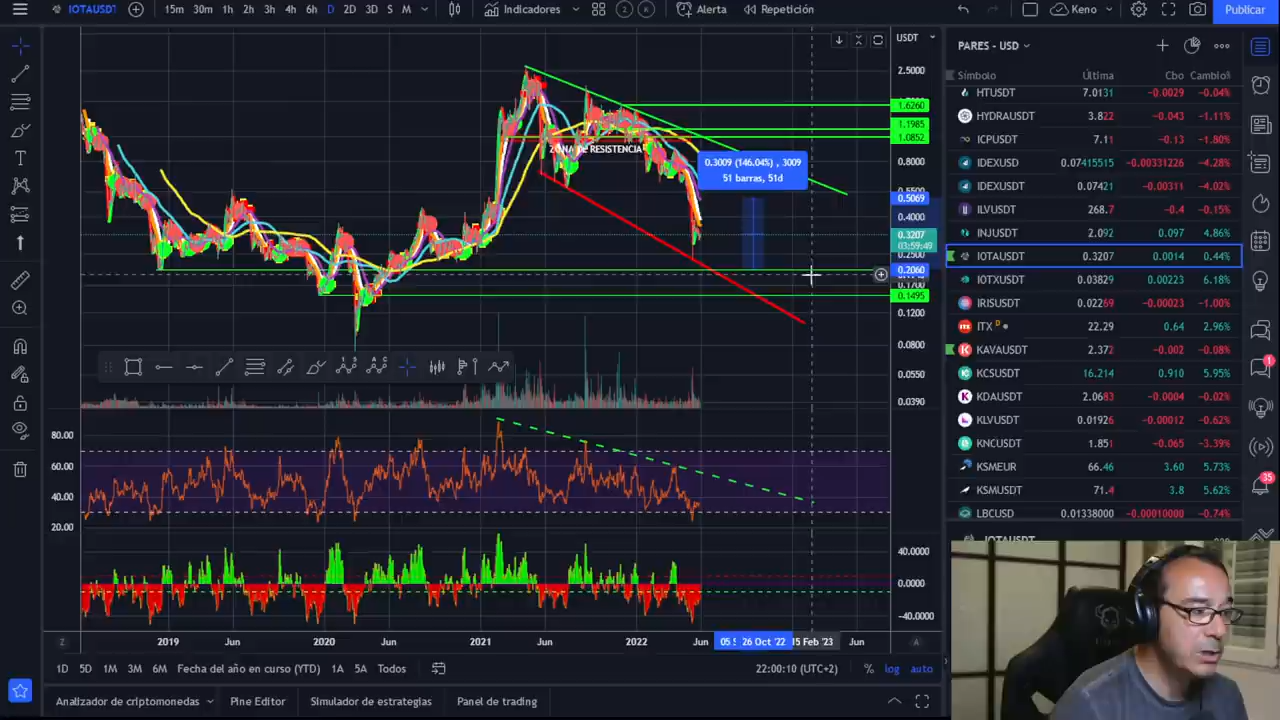 IOTAUSDT
15m 30m 1h 2h 3h 4h 6h D 2D 3D S M
Indicadores
Alerta
Repetición
Keno
Publicar
USDT
2.5000
1.6260
1.1985
1.0852
0.8000
0.5069
0.4000
0.3207
03:59:49
0.2060
0.1495
0.1200
0.0800
0.0550
0.0390
ZONA DE RESISTENCIA
0.3009 (146.04%) , 3009
51 barras, 51d
80.00
60.00
40.00
20.00
40.0000
0.0000
-40.0000
2019 Jun 2020 Jun 2021 Jun 2022 Jun
26 Oct '22
15 Feb '23
Jun
1D 5D 1M 3M 6M Fecha del año en curso (YTD) 1A 5A Todos
22:00:10 (UTC+2)
% log auto
Analizador de criptomonedas Pine Editor Simulador de estrategias Panel de trading
PARES - USD
Símbolo Última Cbo Cambio%
HTUSDT 7.0131 -0.0029 -0.04%
HYDRAUSDT 3.822 -0.043 -1.11%
ICPUSDT 7.11 -0.13 -1.80%
IDEXUSD 0.07415515 -0.00331226 -4.28%
IDEXUSDT 0.07421 -0.00311 -4.02%
ILVUSDT 268.7 -0.4 -0.15%
INJUSDT 2.092 0.097 4.86%
IOTAUSDT 0.3207 0.0014 0.44%
IOTXUSDT 0.03829 0.00223 6.18%
IRISUSDT 0.02269 -0.00023 -1.00%
ITX D 22.29 0.64 2.96%
KAVAUSDT 2.372 -0.002 -0.08%
KCSUSDT 16.214 0.910 5.95%
KDAUSDT 2.0683 -0.0004 -0.02%
KLVUSDT 0.01926 -0.00012 -0.62%
KNCUSDT 1.851 -0.065 -3.39%
KSMEUR 66.46 3.60 5.73%
KSMUSDT 71.4 3.8 5.62%
LBCUSD 0.01338000 -0.00010000 -0.74%
1
35